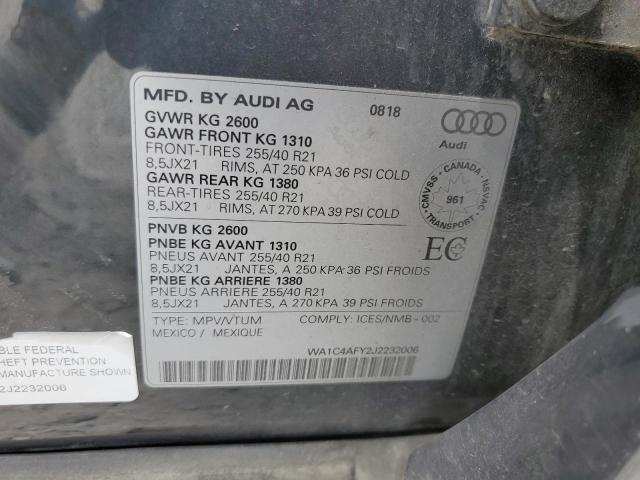 MFD. BY AUDI AG 0818
Audi
GVWR KG 2600
GAWR FRONT KG 1310
FRONT-TIRES 255/40 R21
8,5JX21 RIMS, AT 250 KPA 36 PSI COLD
GAWR REAR KG 1380
REAR-TIRES 255/40 R21
8,5JX21 RIMS, AT 270 KPA 39 PSI COLD
CMVSS - CANADA - NSVAC
961
TRANSPORT
PNVB KG 2600
PNBE KG AVANT 1310
PNEUS AVANT 255/40 R21
8,5JX21 JANTES, A 250 KPA 36 PSI FROIDS
PNBE KG ARRIERE 1380
PNEUS ARRIERE 255/40 R21
8,5JX21 JANTES, A 270 KPA 39 PSI FROIDS
EC
TYPE: MPV/VTUM COMPLY: ICES/NMB - 002
MEXICO / MEXIQUE
WA1C4AFY2J2232006
BLE FEDERAL
HEFT PREVENTION
MANUFACTURE SHOWN
2J2232006